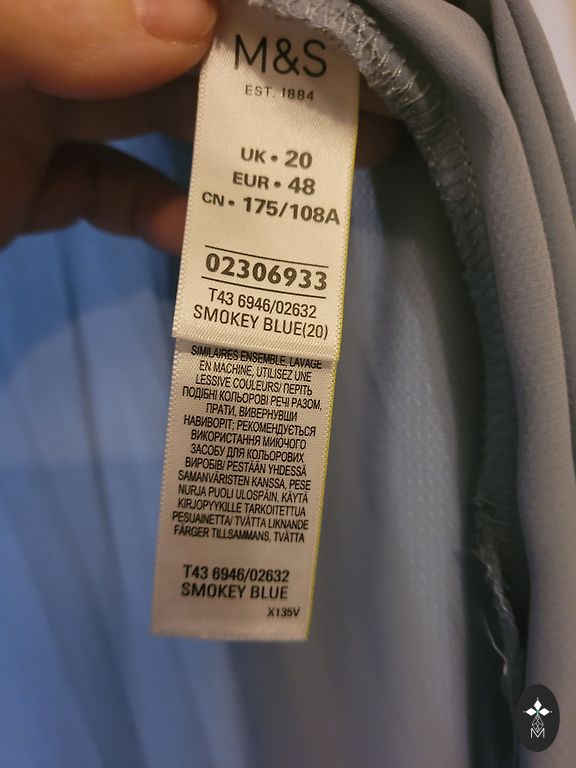 M&S
EST. 1884
UK • 20
EUR • 48
CN • 175/108A
02306933
T43 6946/02632
SMOKEY BLUE(20)
SIMILAIRES ENSEMBLE, LAVAGE
EN MACHINE, UTILISEZ UNE
LESSIVE COULEURS/ ПЕРІТЬ
ПОДІБНІ КОЛЬОРОВІ РЕЧІ РАЗОМ,
ПРАТИ, ВИВЕРНУВШИ
НАВИВОРІТ; РЕКОМЕНДУЄТЬСЯ
ВИКОРИСТАННЯ МИЮЧОГО
ЗАСОБУ ДЛЯ КОЛЬОРОВИХ
ВИРОБІВ/ PESTÄÄN YHDESSÄ
SAMANVÄRISTEN KANSSA, PESE
NURJA PUOLI ULOSPÄIN, KÄYTÄ
KIRJOPYYKILLE TARKOITETTUA
PESUAINETTA/ TVÄTTA LIKNANDE
FÄRGER TILLSAMMANS, TVÄTTA
T43 6946/02632
SMOKEY BLUE
X135V
M